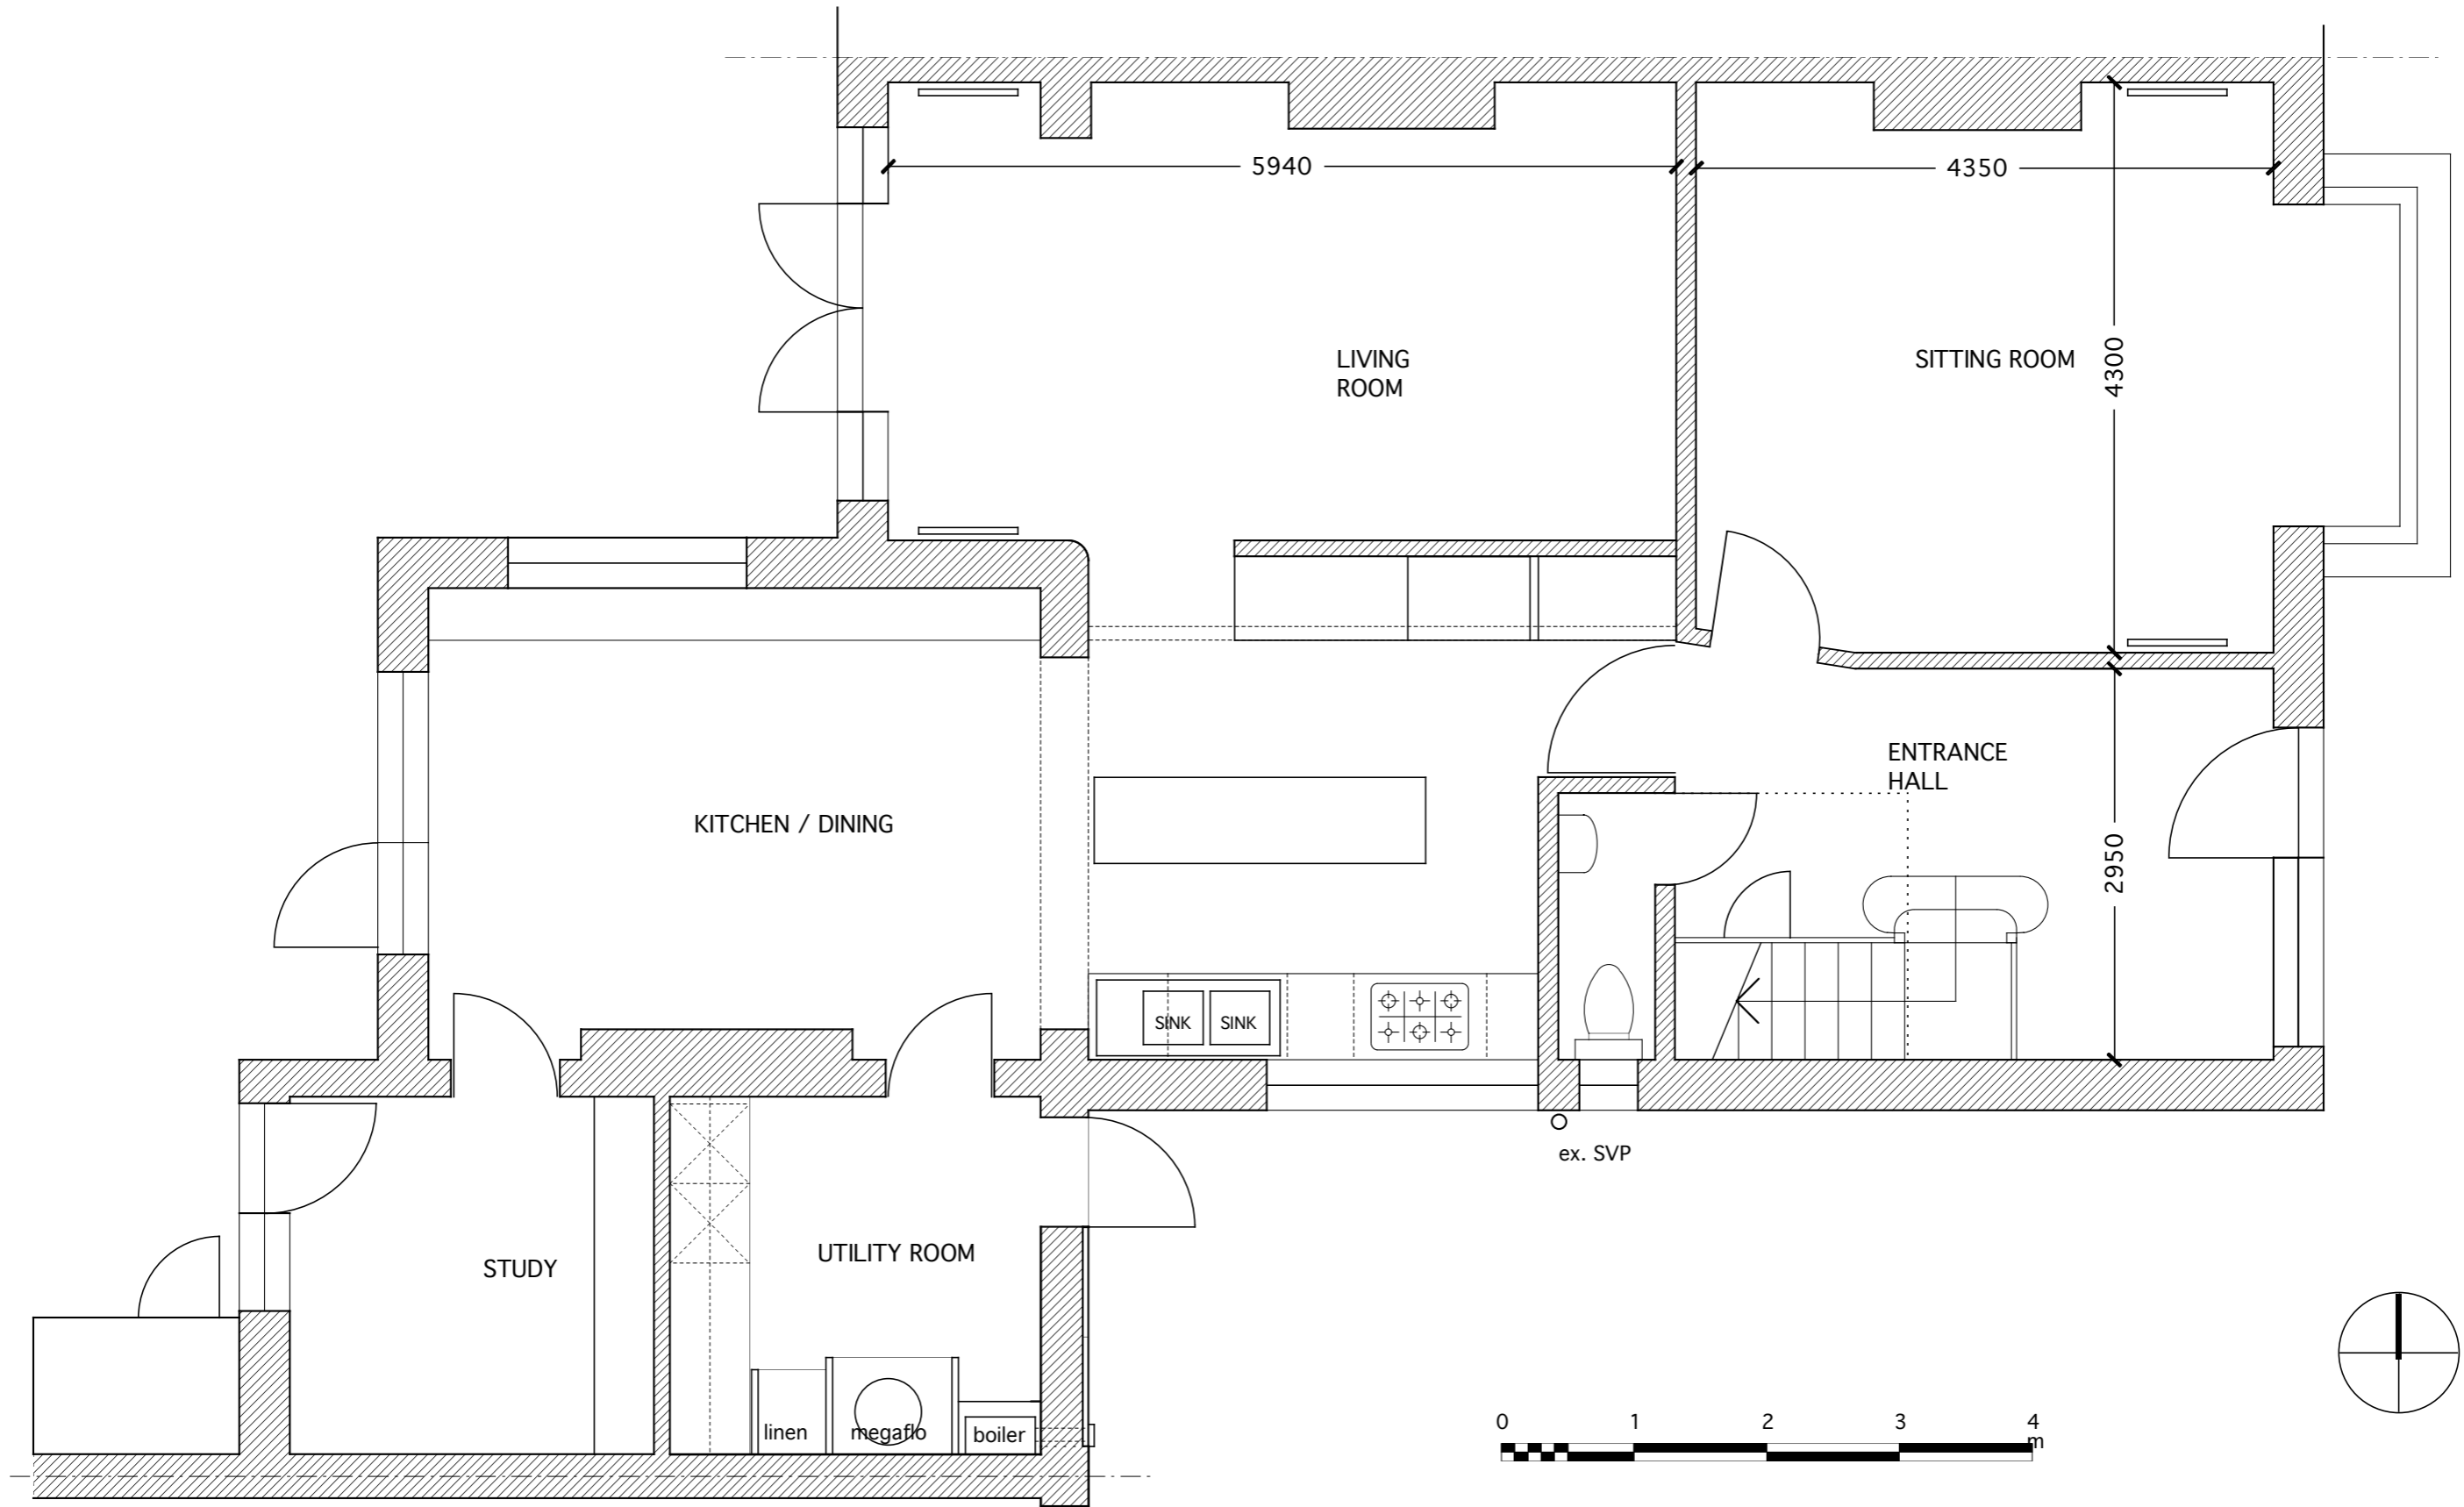 5940
4350
LIVING
ROOM
SITTING ROOM
4300
ENTRANCE
HALL
KITCHEN / DINING
2950
SINK
SINK
ex. SVP
STUDY
UTILITY ROOM
linen
megaflo
boiler
0
1
2
3
4
m